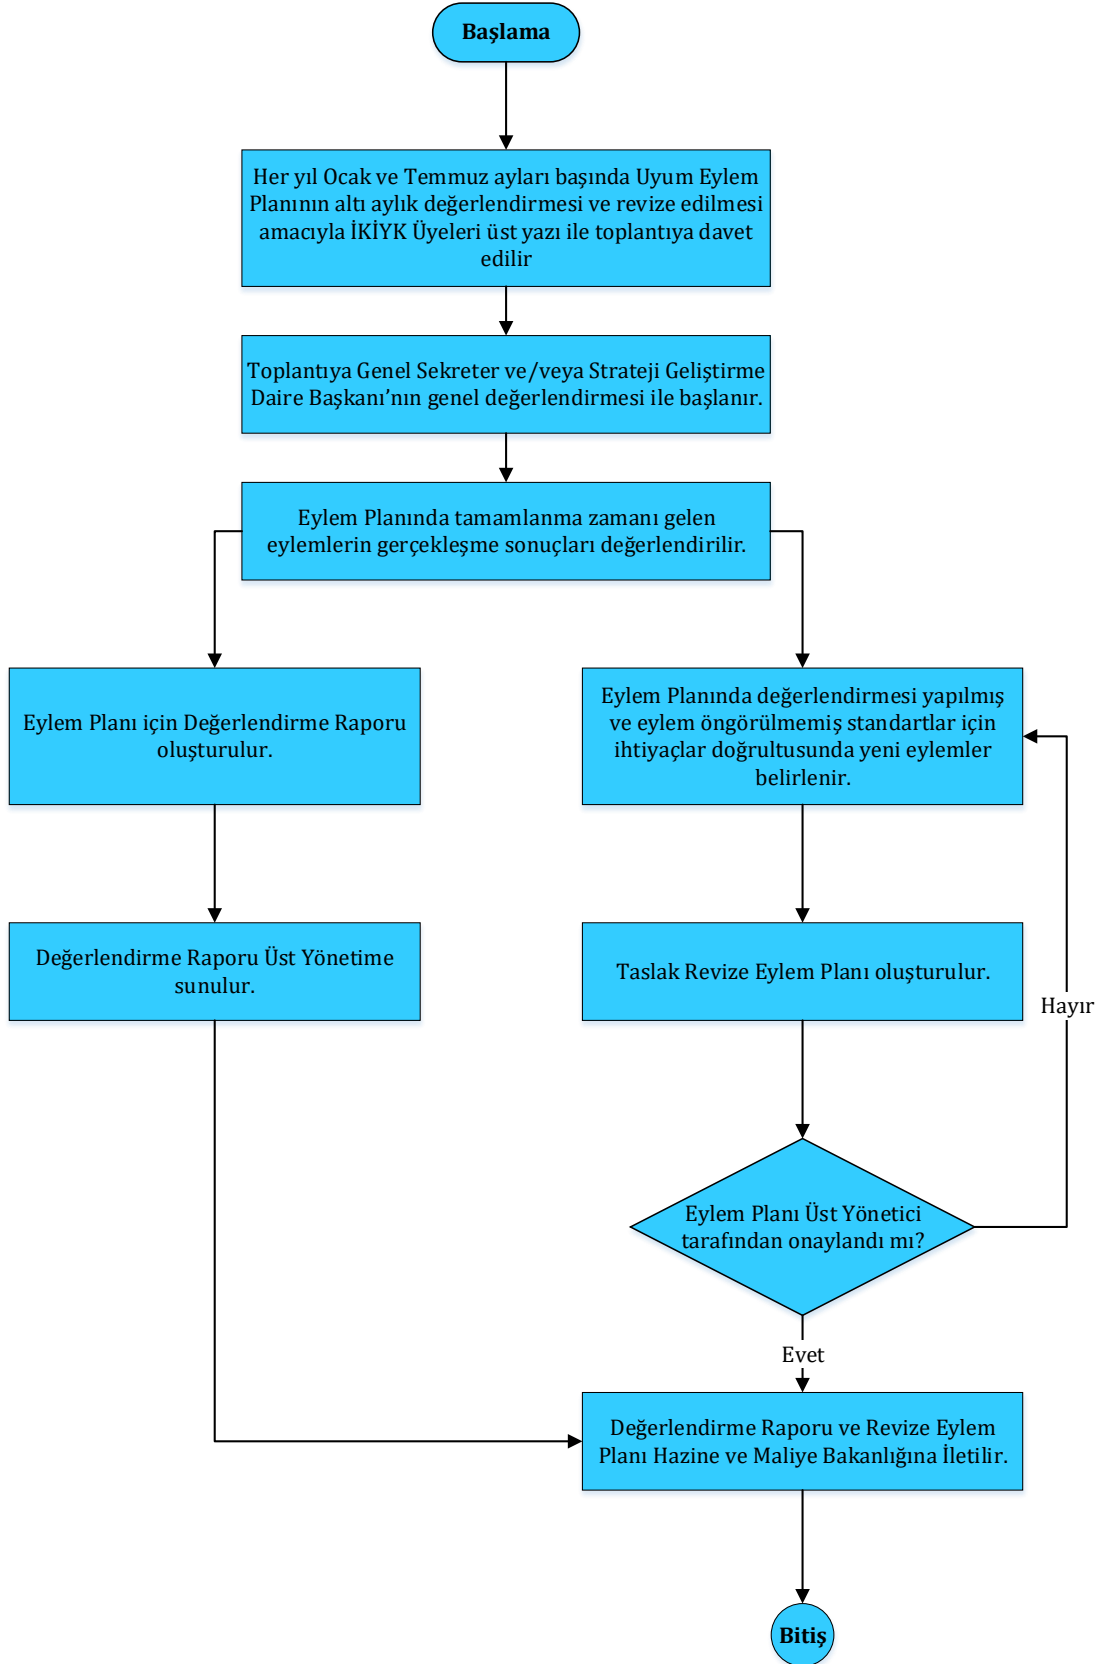 Başlama
Her yıl Ocak ve Temmuz ayları başında Uyum Eylem
Planının altı aylık değerlendirmesi ve revize edilmesi
amacıyla İKİYK Üyeleri üst yazı ile toplantıya davet
edilir
Toplantıya Genel Sekreter ve/veya Strateji Geliştirme
Daire Başkanı’nın genel değerlendirmesi ile başlanır.
Eylem Planında tamamlanma zamanı gelen
eylemlerin gerçekleşme sonuçları değerlendirilir.
Eylem Planı için Değerlendirme Raporu
oluşturulur.
Eylem Planında değerlendirmesi yapılmış
ve eylem öngörülmemiş standartlar için
ihtiyaçlar doğrultusunda yeni eylemler
belirlenir.
Değerlendirme Raporu Üst Yönetime
sunulur.
Taslak Revize Eylem Planı oluşturulur.
Hayır
Eylem Planı Üst Yönetici
tarafından onaylandı mı?
Evet
Değerlendirme Raporu ve Revize Eylem
Planı Hazine ve Maliye Bakanlığına İletilir.
Bitiş